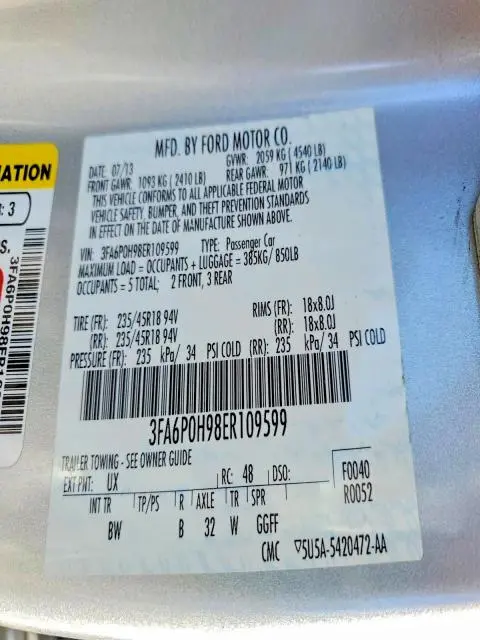 MFD. BY FORD MOTOR CO.
DATE: 07/13 GVWR: 2059 KG ( 4540 LB)
FRONT GAWR: 1093 KG ( 2410 LB) REAR GAWR: 971 KG ( 2140 LB)
THIS VEHICLE CONFORMS TO ALL APPLICABLE FEDERAL MOTOR
VEHICLE SAFETY, BUMPER, AND THEFT PREVENTION STANDARDS
IN EFFECT ON THE DATE OF MANUFACTURE SHOWN ABOVE.
VIN: 3FA6P0H98ER109599 TYPE: Passenger Car
MAXIMUM LOAD = OCCUPANTS + LUGGAGE = 385KG/ 850LB
OCCUPANTS = 5 TOTAL; 2 FRONT, 3 REAR
TIRE (FR): 235/45R18 94V RIMS (FR): 18x8.0J
(RR): 235/45R18 94V (RR): 18x8.0J
PRESSURE (FR): 235 kPa/ 34 PSI COLD (RR): 235 kPa/ 34 PSI COLD
3FA6P0H98ER109599
TRAILER TOWING - SEE OWNER GUIDE
EXT PNT: UX RC: 48 DSO: F0040
INT TR TP/PS R AXLE TR SPR R0052
BW B 32 W GGFF
CMC ▽5U5A-5420472-AA
NATION
: 3
S.
3FA6P0H98ER1